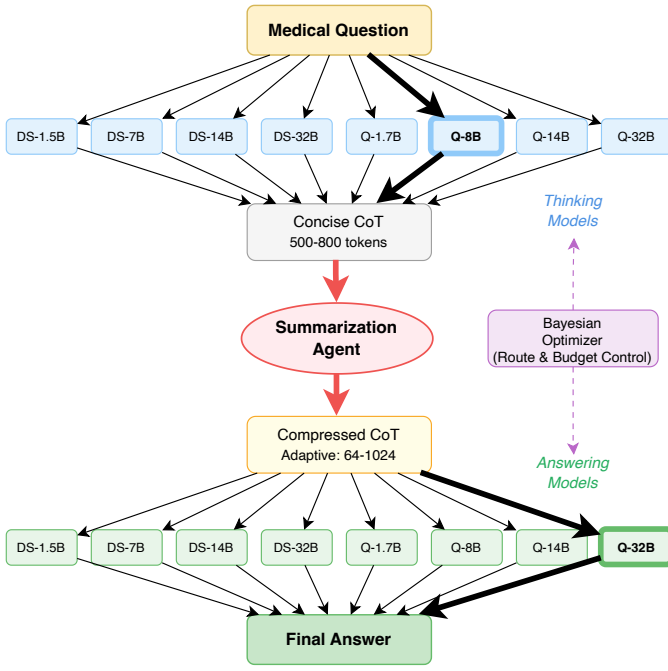 Medical Question
DS-1.5B
DS-7B
DS-14B
DS-32B
Q-1.7B
Q-8B
Q-14B
Q-32B
Concise CoT
500-800 tokens
Thinking
Models
Summarization
Agent
Bayesian
Optimizer
(Route & Budget Control)
Compressed CoT
Adaptive: 64-1024
Answering
Models
DS-1.5B
DS-7B
DS-14B
DS-32B
Q-1.7B
Q-8B
Q-14B
Q-32B
Final Answer